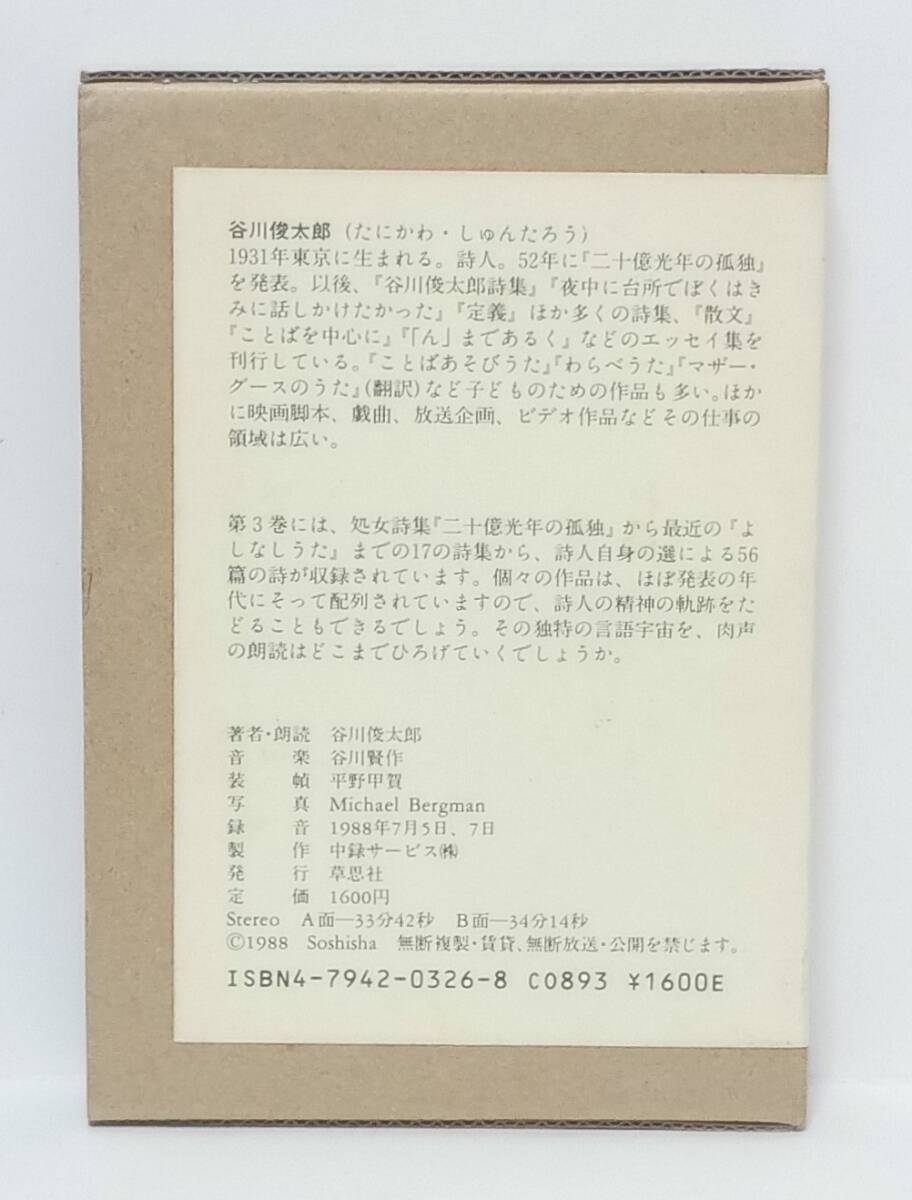 谷川俊太郎(たにかわ・しゅんたろう)
1931年東京に生まれる。詩人。52年に『二十億光年の孤独』
を発表。以後、『谷川俊太郎詩集』『夜中に台所でぼくはき
みに話しかけたかった』『定義』ほか多くの詩集、『散文』
『ことばを中心に』『「ん」まであるく』などのエッセイ集を
刊行している。『ことばあそびうた』『わらべうた』『マザー・
グースのうた』(翻訳)など子どものための作品も多い。ほか
に映画脚本、戯曲、放送企画、ビデオ作品などその仕事の
領域は広い。
第3巻には、処女詩集『二十億光年の孤独』から最近の『よ
しなしうた』までの17の詩集から、詩人自身の選による56
篇の詩が収録されています。個々の作品は、ほぼ発表の年
代にそって配列されていますので、詩人の精神の軌跡をた
どることもできるでしょう。その独特の言語宇宙を、肉声
の朗読はどこまでひろげていくでしょうか。
著者・朗読 谷川俊太郎
音楽 谷川賢作
装幀 平野甲賀
写真 Michael Bergman
録音 1988年7月5日、7日
製作 中録サービス㈱
発行 草思社
定価 1600円
Stereo A面—33分42秒 B面—34分14秒
©1988 Soshisha 無断複製・賃貸、無断放送・公開を禁じます。
ISBN4-7942-0326-8 C0893 ¥1600E